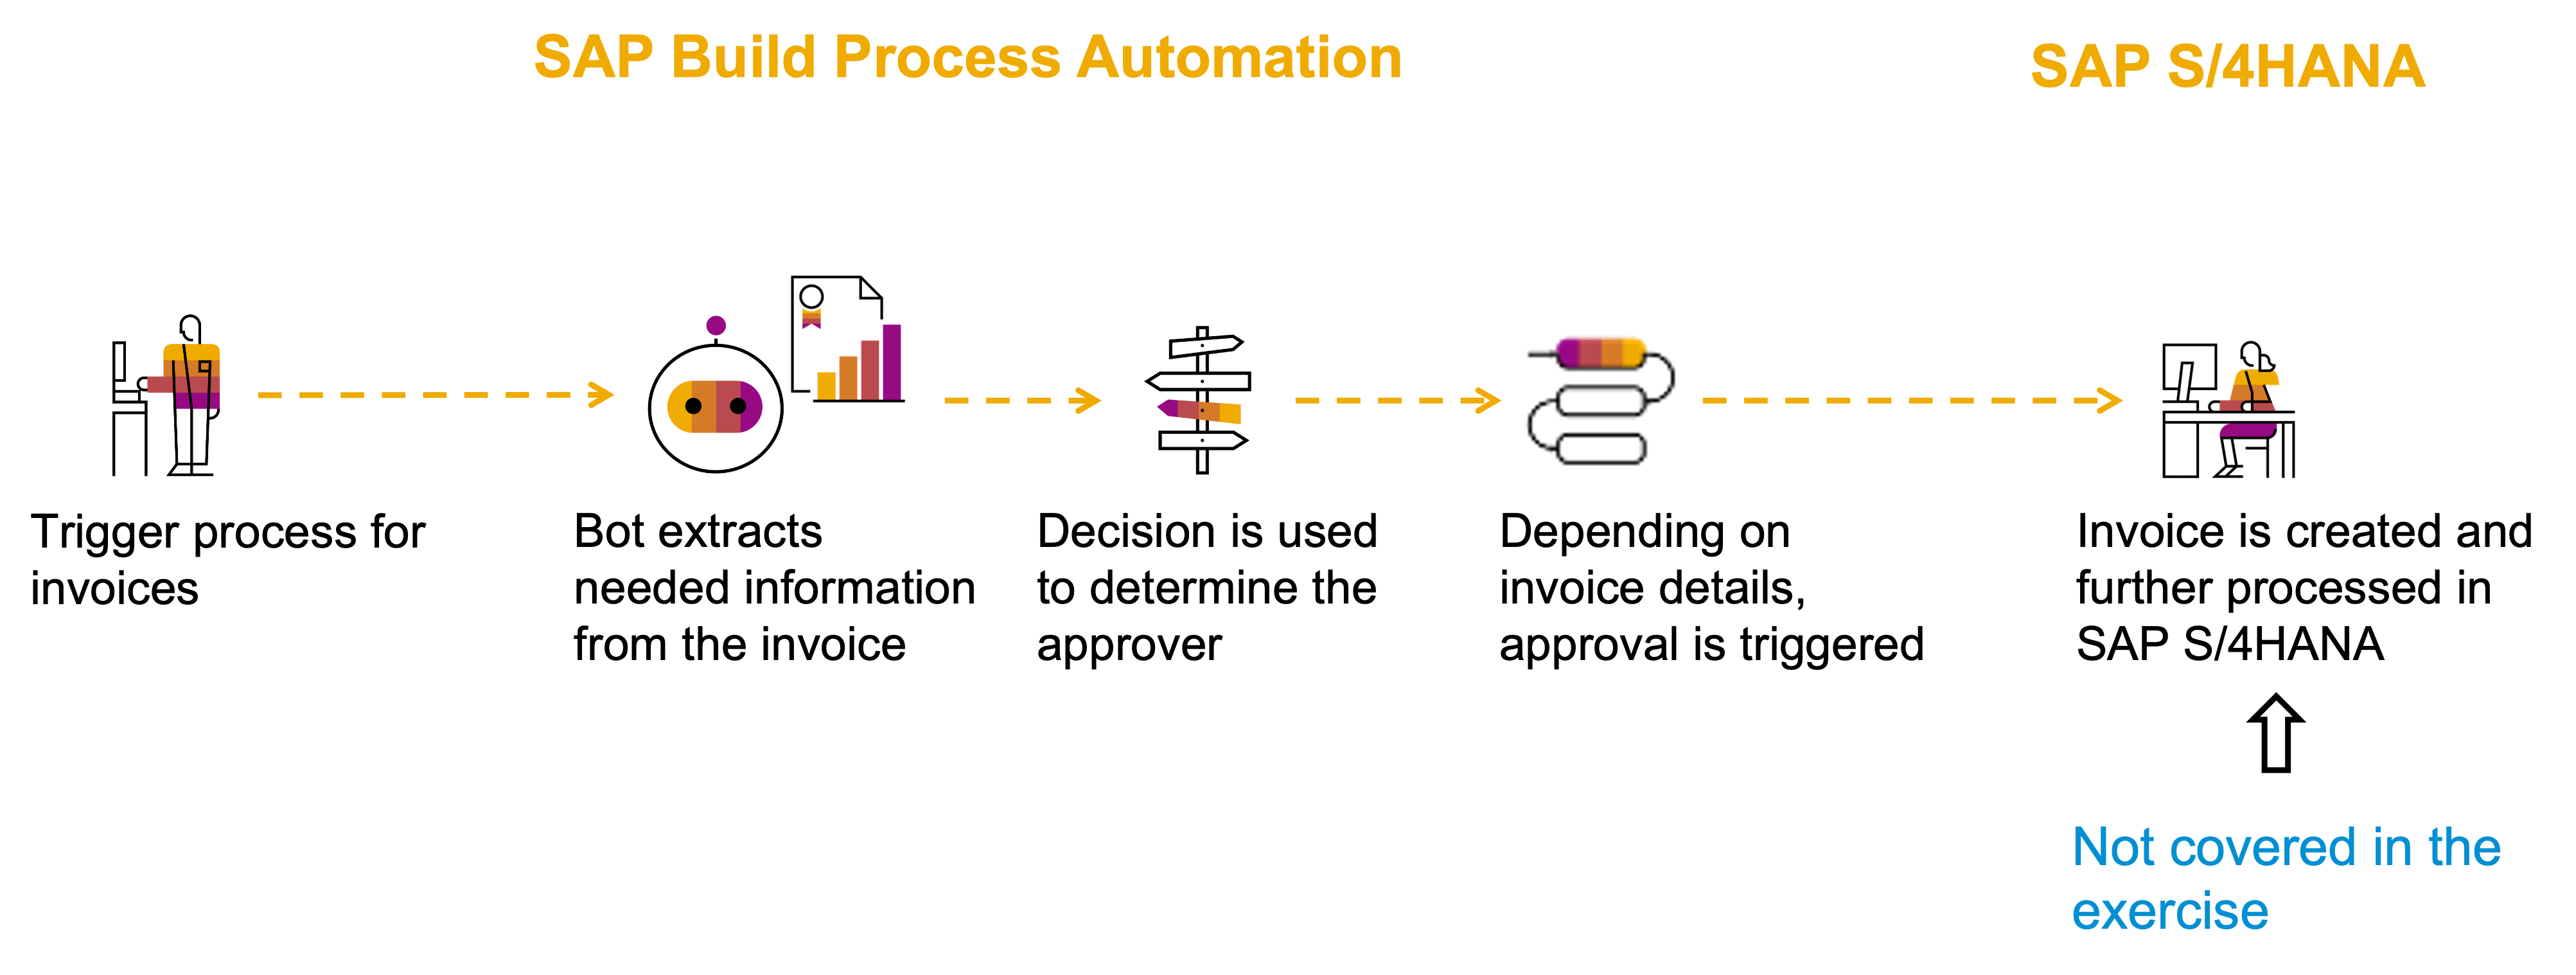 SAP Build Process Automation
SAP S/4HANA
Trigger process for
invoices
Bot extracts
needed information
from the invoice
Decision is used
to determine the
approver
Depending on
invoice details,
approval is triggered
Invoice is created and
further processed in
SAP S/4HANA
Not covered in the
exercise